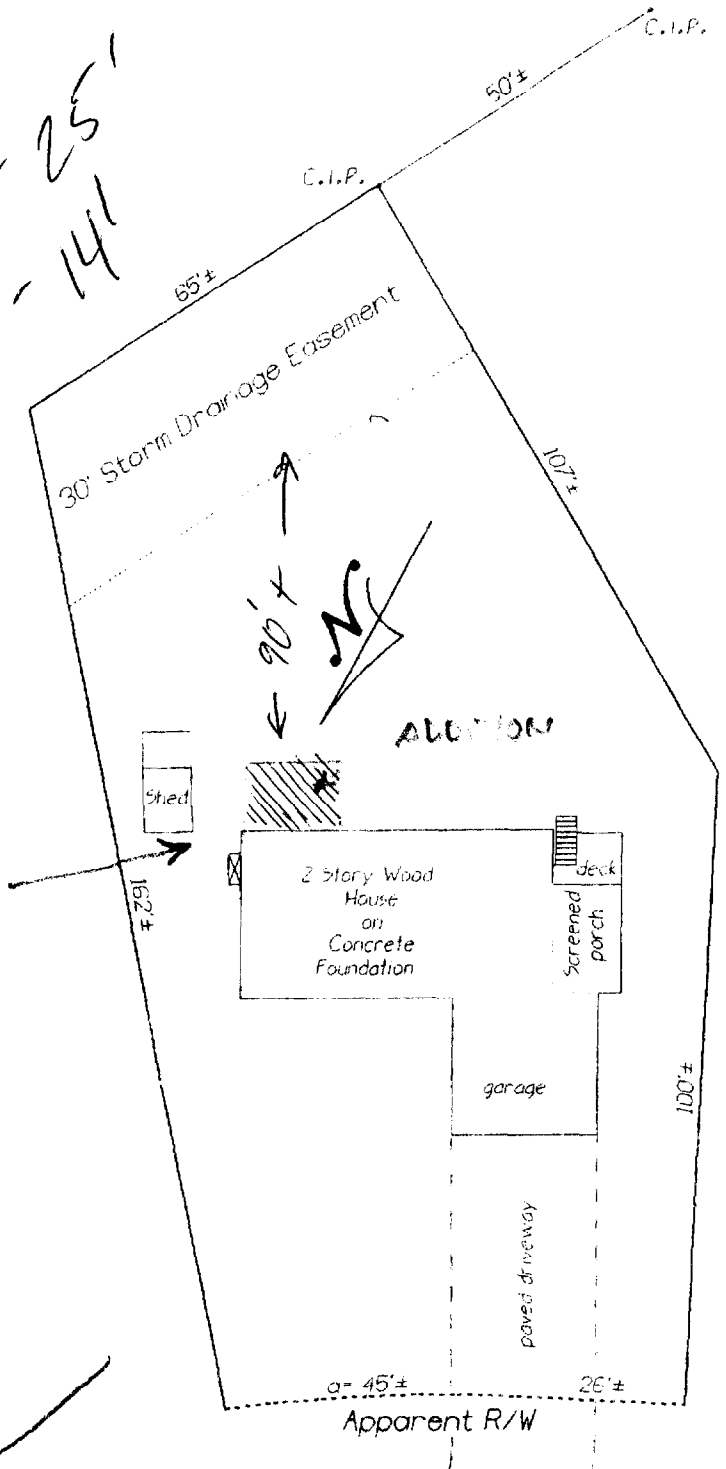 C.I.P.
50'±
- 25'
- 14'
C.I.P.
65'±
30' Storm Drainage Easement
107'±
90'±
N
ADDITION
Shed
162'±
2 Story Wood
House
on
Concrete
Foundation
deck
Screened
porch
garage
100'±
paved driveway
a= 45'±
26'±
Apparent R/W